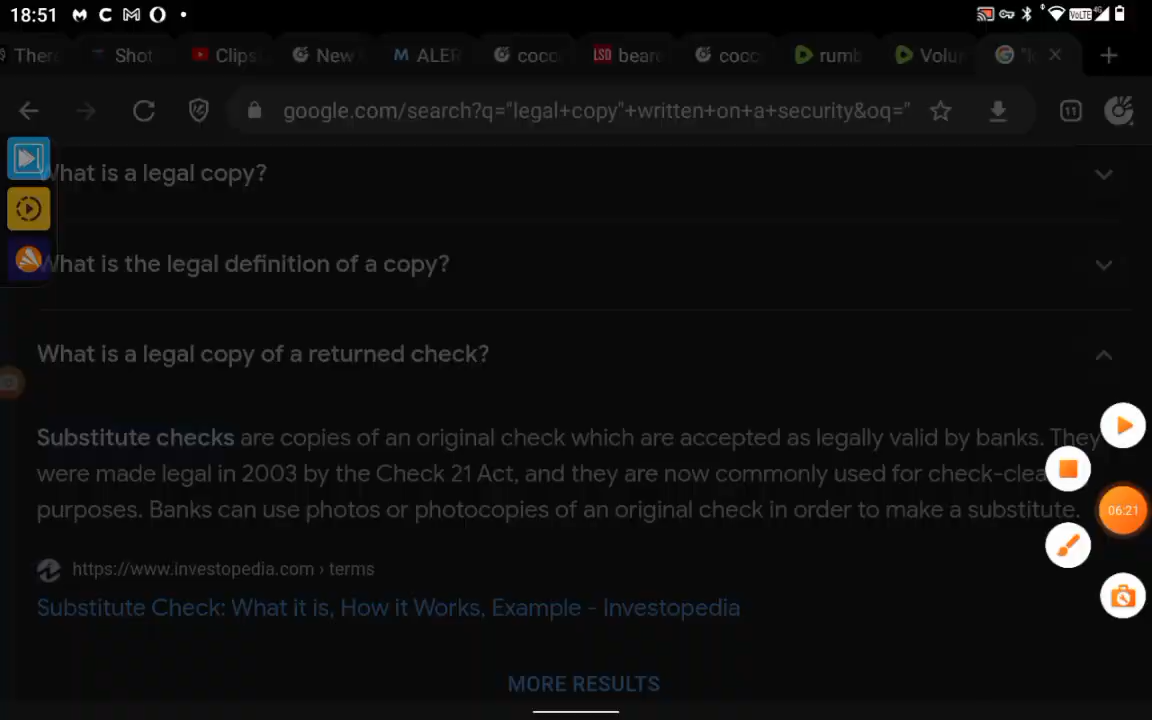 18:51
VoLTE 4G
Ther
Shot
Clips
New
ALER
coco
LSD bear
coco
rumb
Volu
google.com/search?q="legal+copy"+written+on+a+security&oq="
11
What is a legal copy?
What is the legal definition of a copy?
What is a legal copy of a returned check?
Substitute checks are copies of an original check which are accepted as legally valid by banks. They
were made legal in 2003 by the Check 21 Act, and they are now commonly used for check-clea
purposes. Banks can use photos or photocopies of an original check in order to make a substitute.
06:21
https://www.investopedia.com › terms
Substitute Check: What it is, How it Works, Example - Investopedia
MORE RESULTS